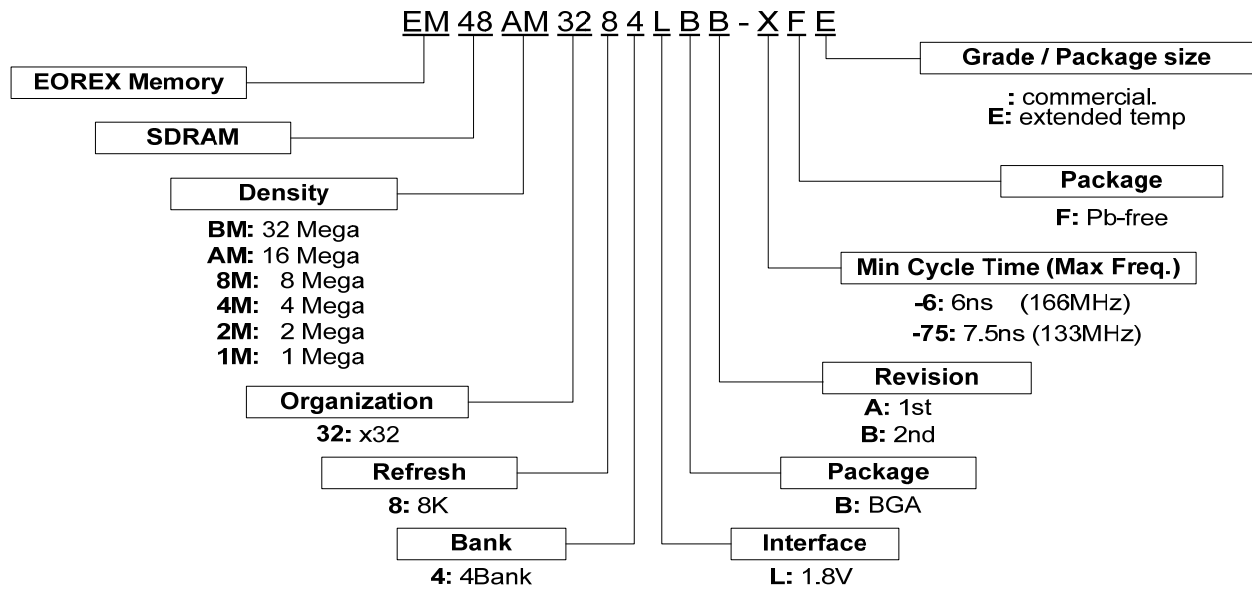 EM 48 AM 32 8 4 L B B - X F E
EOREX Memory
SDRAM
Density
BM: 32 Mega
AM: 16 Mega
8M: 8 Mega
4M: 4 Mega
2M: 2 Mega
1M: 1 Mega
Organization
32: x32
Refresh
8: 8K
Bank
4: 4Bank
Grade / Package size
: commercial.
E: extended temp
Package
F: Pb-free
Min Cycle Time (Max Freq.)
-6: 6ns (166MHz)
-75: 7.5ns (133MHz)
Revision
A: 1st
B: 2nd
Package
B: BGA
Interface
L: 1.8V